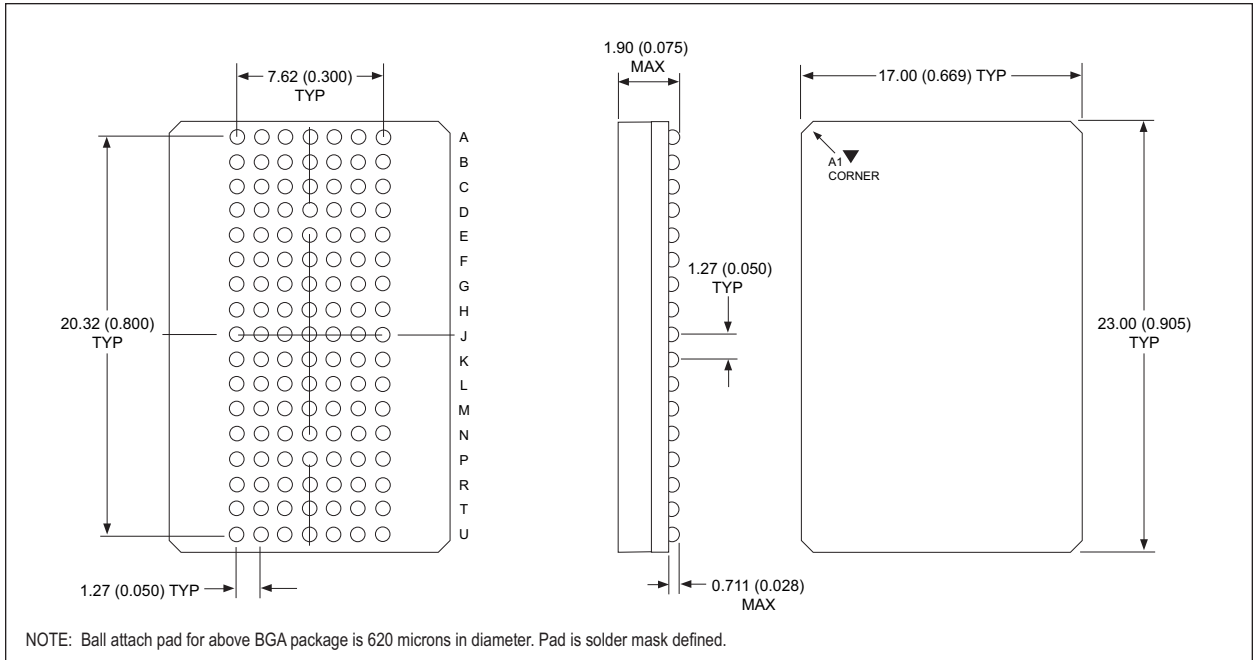 7.62 (0.300)
TYP
1.90 (0.075)
MAX
17.00 (0.669) TYP
A
B
C
D
E
F
G
H
J
K
L
M
N
P
R
T
U
20.32 (0.800)
TYP
1.27 (0.050) TYP
1.27 (0.050)
TYP
0.711 (0.028)
MAX
A1
CORNER
23.00 (0.905)
TYP
NOTE: Ball attach pad for above BGA package is 620 microns in diameter. Pad is solder mask defined.